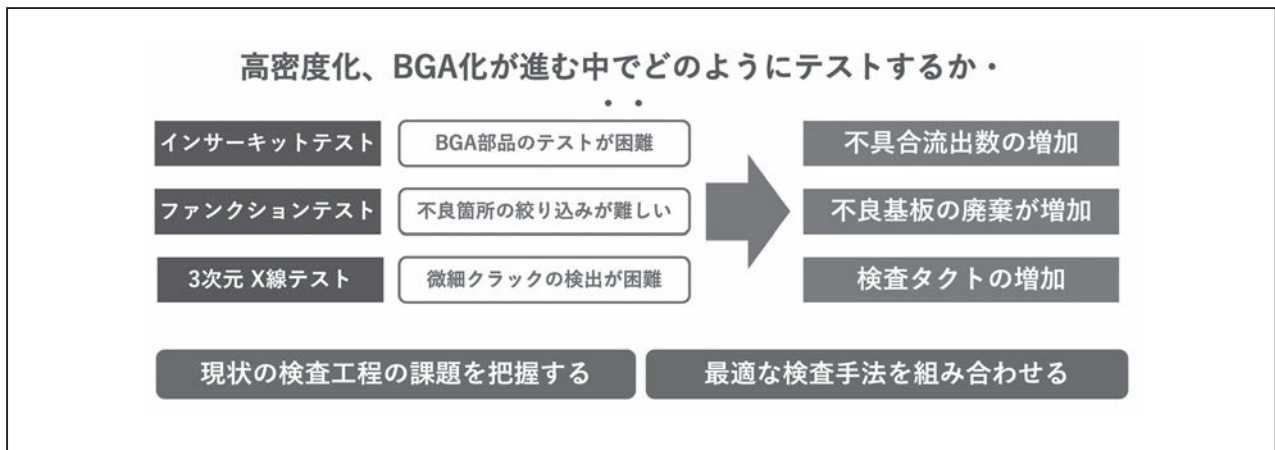 高密度化、BGA化が進む中でどのようにテストするか・
・・
インサーキットテスト
BGA部品のテストが困難
不具合流出数の増加
ファンクションテスト
不良箇所の絞り込みが難しい
不良基板の廃棄が増加
3次元 X線テスト
微細クラックの検出が困難
検査タクトの増加
現状の検査工程の課題を把握する
最適な検査手法を組み合わせる